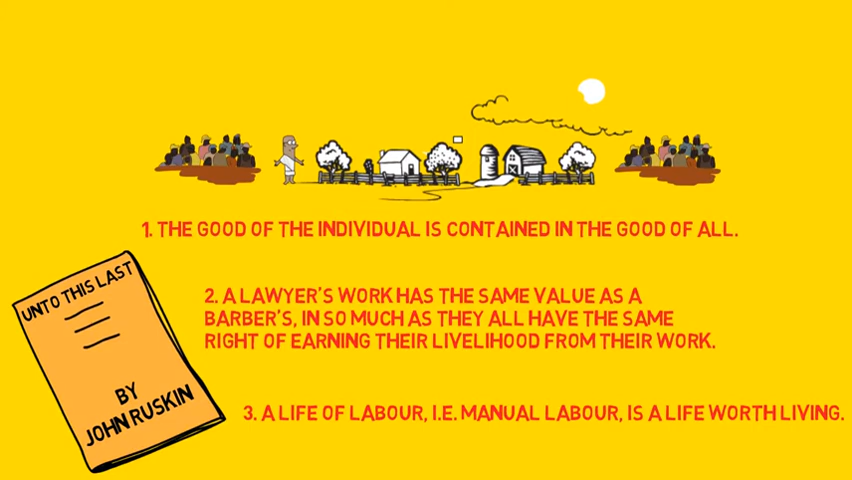 1. THE GOOD OF THE INDIVIDUAL IS CONTAINED IN THE GOOD OF ALL.
UNTO THIS LAST
BY
JOHN RUSKIN
2. A LAWYER'S WORK HAS THE SAME VALUE AS A
BARBER'S, IN SO MUCH AS THEY ALL HAVE THE SAME
RIGHT OF EARNING THEIR LIVELIHOOD FROM THEIR WORK.
3. A LIFE OF LABOUR, I.E. MANUAL LABOUR, IS A LIFE WORTH LIVING.